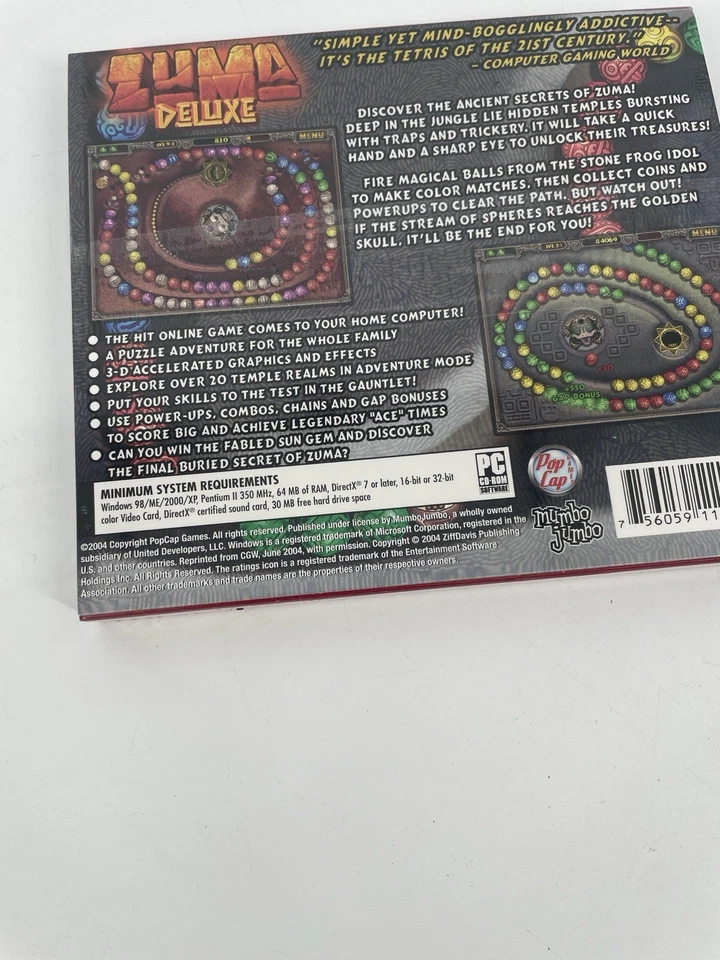 ZUMA
DELUXE
"SIMPLE YET MIND-BOGGLINGLY ADDICTIVE--
IT'S THE TETRIS OF THE 21ST CENTURY."
- COMPUTER GAMING WORLD
DISCOVER THE ANCIENT SECRETS OF ZUMA!
DEEP IN THE JUNGLE LIE HIDDEN TEMPLES BURSTING
WITH TRAPS AND TRICKERY. IT WILL TAKE A QUICK
HAND AND A SHARP EYE TO UNLOCK THEIR TREASURES!
FIRE MAGICAL BALLS FROM THE STONE FROG IDOL
TO MAKE COLOR MATCHES. THEN COLLECT COINS AND
POWERUPS TO CLEAR THE PATH. BUT WATCH OUT!
IF THE STREAM OF SPHERES REACHES THE GOLDEN
SKULL, IT'LL BE THE END FOR YOU!
830
MENU
84069
MENU
+550
GAP BONUS
• THE HIT ONLINE GAME COMES TO YOUR HOME COMPUTER!
• A PUZZLE ADVENTURE FOR THE WHOLE FAMILY
• 3-D ACCELERATED GRAPHICS AND EFFECTS
• EXPLORE OVER 20 TEMPLE REALMS IN ADVENTURE MODE
• PUT YOUR SKILLS TO THE TEST IN THE GAUNTLET!
• USE POWER-UPS, COMBOS, CHAINS AND GAP BONUSES
TO SCORE BIG AND ACHIEVE LEGENDARY "ACE" TIMES
• CAN YOU WIN THE FABLED SUN GEM AND DISCOVER
THE FINAL BURIED SECRET OF ZUMA?
MINIMUM SYSTEM REQUIREMENTS
Windows 98/ME/2000/XP, Pentium II 350 MHz, 64 MB of RAM, DirectX® 7 or later, 16-bit or 32-bit
color Video Card, DirectX® certified sound card, 30 MB free hard drive space
PC
CD-ROM
SOFTWARE
Pop
Cap
GAMES
mumbo
jumbo
7 56059 11
©2004 Copyright PopCap Games. All rights reserved. Published under license by MumboJumbo, a wholly owned
subsidiary of United Developers, LLC. Windows is a registered trademark of Microsoft Corporation, registered in the
U.S. and other countries. Reprinted from CGW, June 2004, with permission. Copyright © 2004 ZiffDavis Publishing
Holdings Inc. All Rights Reserved. The ratings icon is a registered trademark of the Entertainment Software
Association. All other trademarks and trade names are the properties of their respective owners.